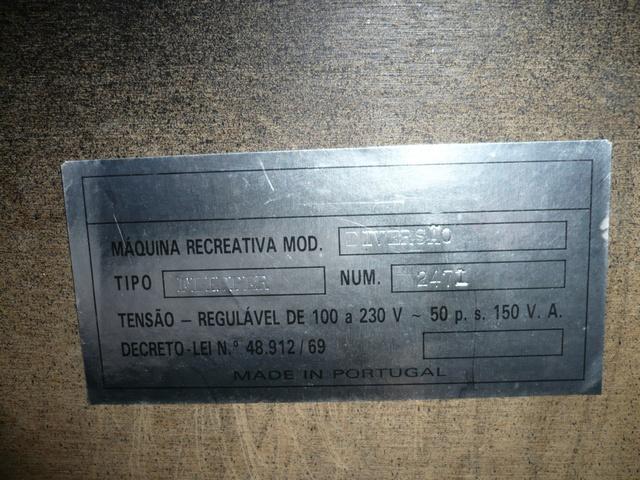 MÁQUINA RECREATIVA MOD. DIVERSÃO
TIPO NUM. 2471
TENSÃO – REGULÁVEL DE 100 a 230 V ~ 50 p. s. 150 V. A.
DECRETO-LEI N.º 48.912/69
MADE IN PORTUGAL